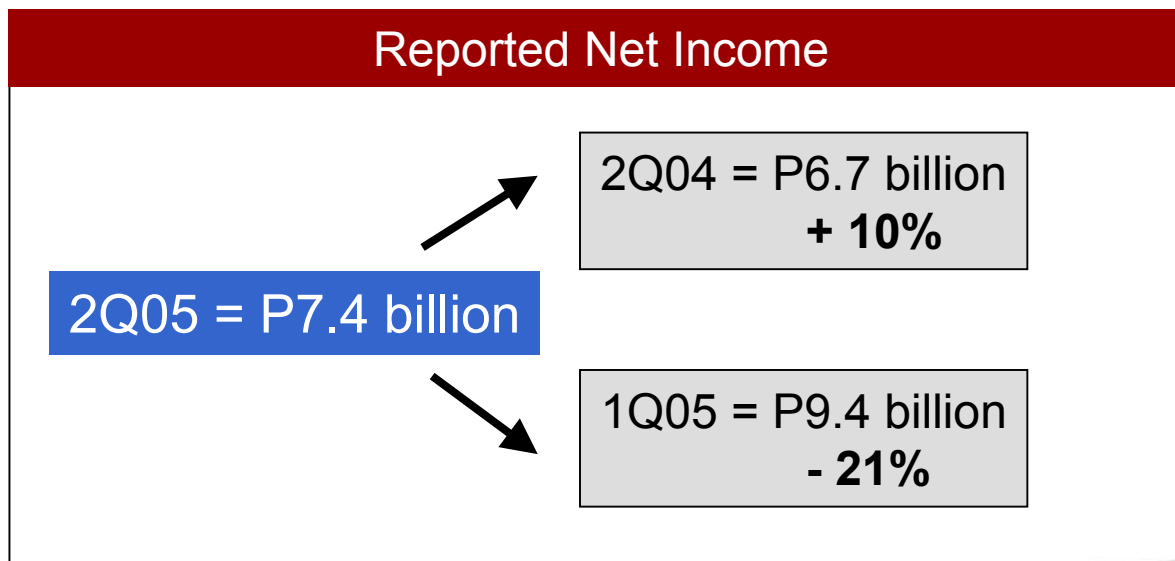 Reported Net Income
2Q04 = P6.7 billion
+ 10%
2Q05 = P7.4 billion
1Q05 = P9.4 billion
- 21%